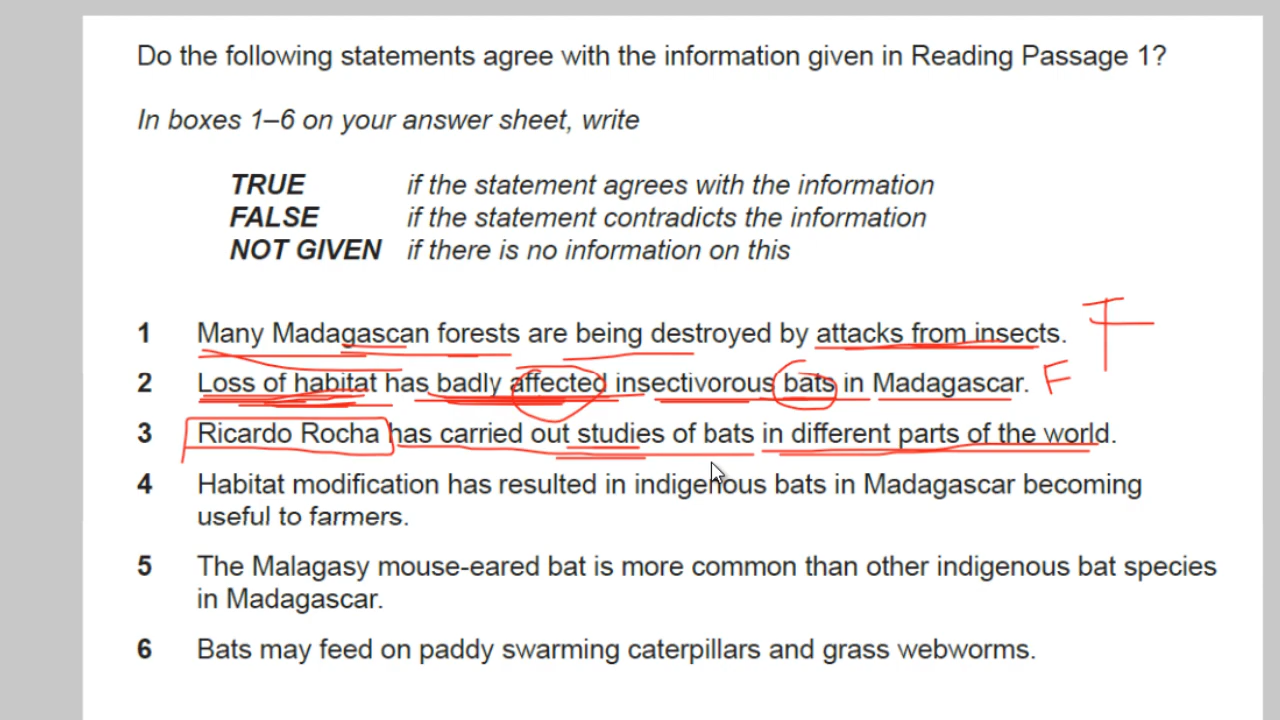 Do the following statements agree with the information given in Reading Passage 1?
In boxes 1–6 on your answer sheet, write
TRUE if the statement agrees with the information
FALSE if the statement contradicts the information
NOT GIVEN if there is no information on this
1 Many Madagascan forests are being destroyed by attacks from insects. F
2 Loss of habitat has badly affected insectivorous bats in Madagascar. F
3 Ricardo Rocha has carried out studies of bats in different parts of the world.
4 Habitat modification has resulted in indigenous bats in Madagascar becoming
useful to farmers.
5 The Malagasy mouse-eared bat is more common than other indigenous bat species
in Madagascar.
6 Bats may feed on paddy swarming caterpillars and grass webworms.